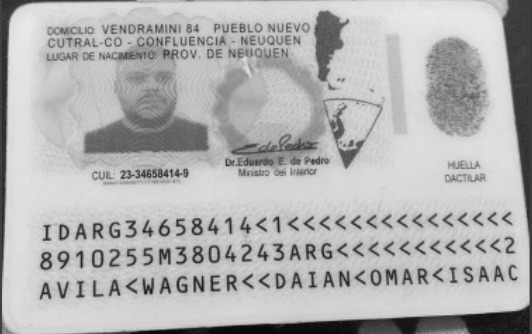 DOMICILIO: VENDRAMINI 84 PUEBLO NUEVO
CUTRAL-CO - CONFLUENCIA - NEUQUEN
LUGAR DE NACIMIENTO: PROV. DE NEUQUEN
CUIL: 23-34658414-9
Dr. Eduardo E. de Pedro
Ministro del Interior
HUELLA
DACTILAR
IDARG34658414<1<<<<<<<<<<<<<<<
8910255M3804243ARG<<<<<<<<<<<2
AVILA<WAGNER<<DAIAN<OMAR<ISAAC